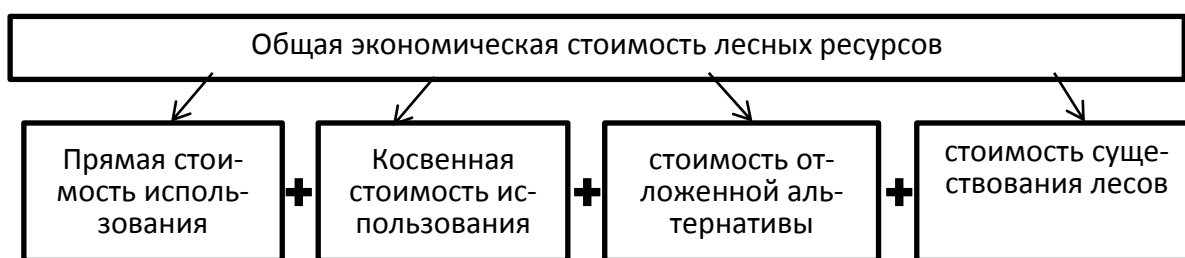 Общая экономическая стоимость лесных ресурсов
Прямая стои-
мость исполь-
зования
Косвенная
стоимость ис-
пользования
стоимость от-
ложенной аль-
тернативы
стоимость суще-
ствования лесов